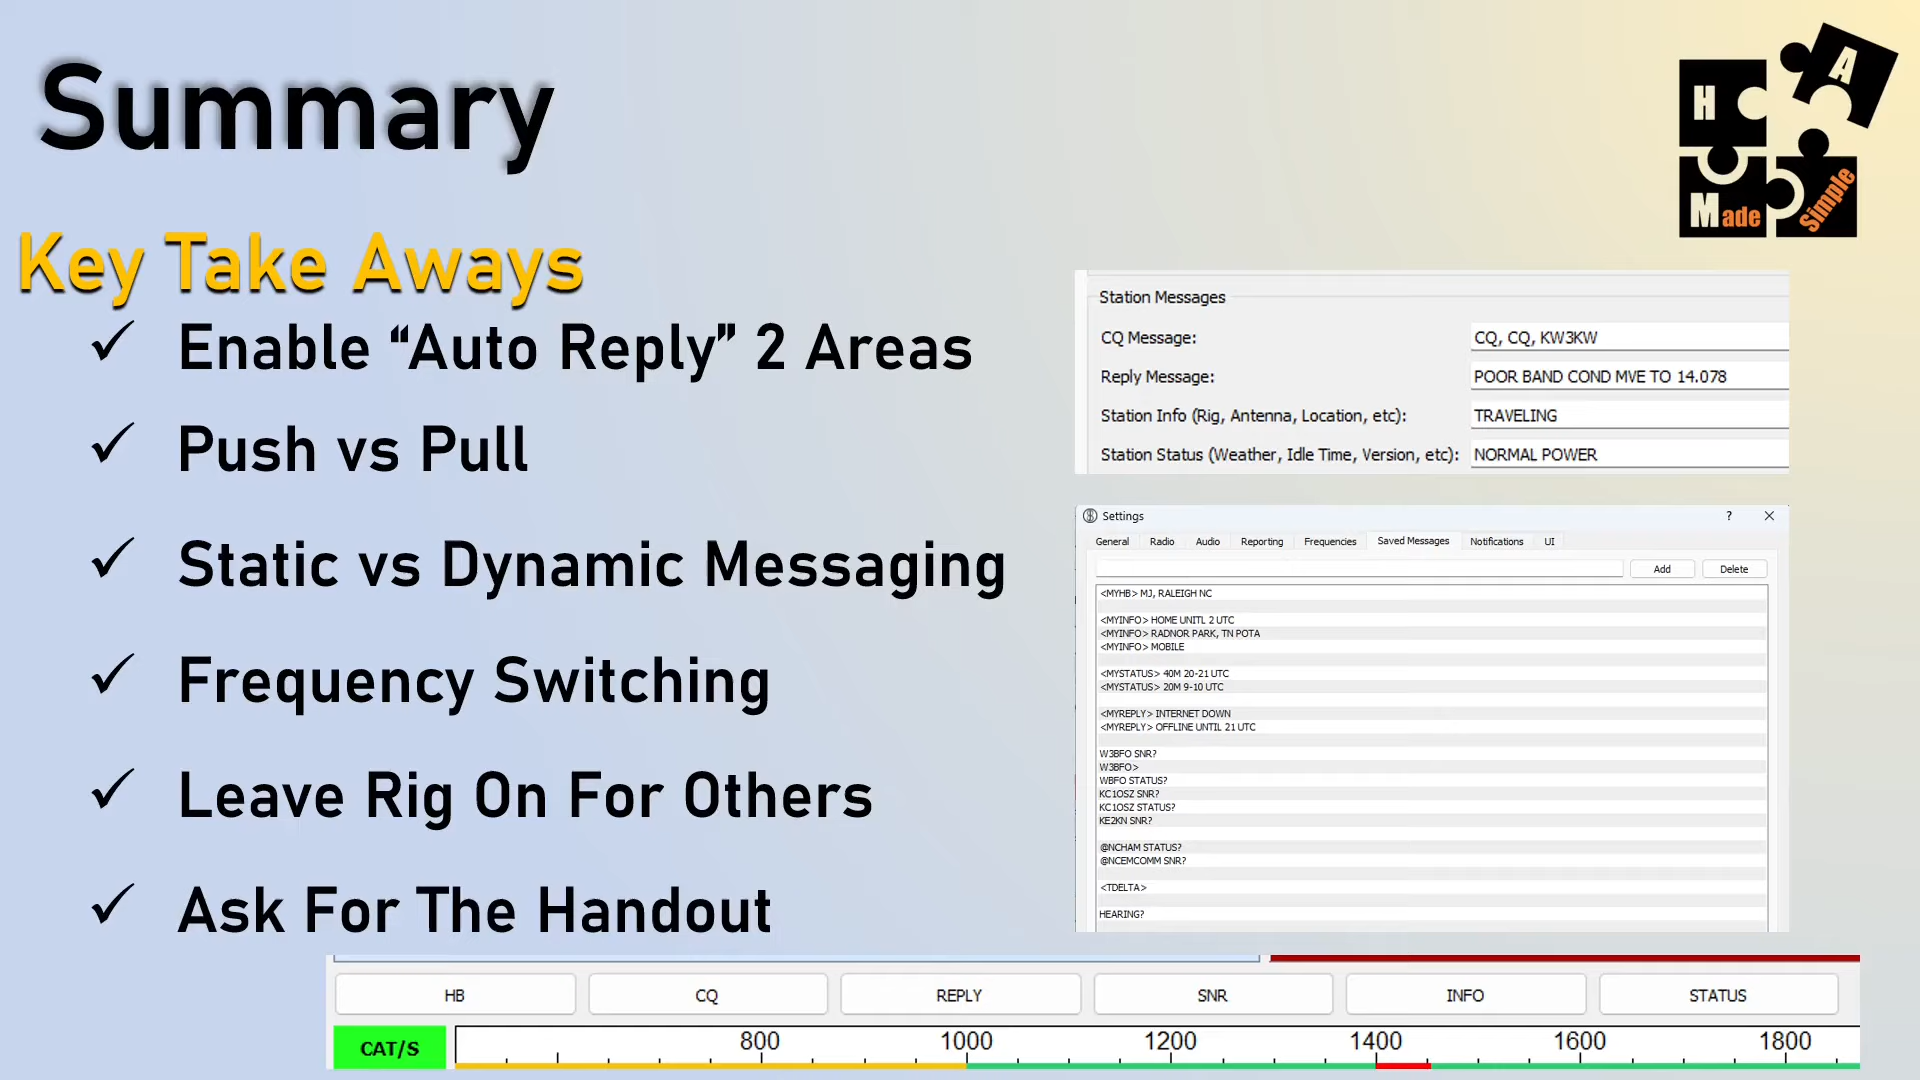 Summary
H
A
Made
Simple
Key Take Aways
✓ Enable “Auto Reply” 2 Areas
✓ Push vs Pull
✓ Static vs Dynamic Messaging
✓ Frequency Switching
✓ Leave Rig On For Others
✓ Ask For The Handout
Station Messages
CQ Message: CQ, CQ, KW3KW
Reply Message: POOR BAND COND MVE TO 14.078
Station Info (Rig, Antenna, Location, etc): TRAVELING
Station Status (Weather, Idle Time, Version, etc): NORMAL POWER
Settings ? ×
General Radio Audio Reporting Frequencies Saved Messages Notifications UI
Add Delete
<MYHB> MJ, RALEIGH NC
<MYINFO> HOME UNITL 2 UTC
<MYINFO> RADNOR PARK, TN POTA
<MYINFO> MOBILE
<MYSTATUS> 40M 20-21 UTC
<MYSTATUS> 20M 9-10 UTC
<MYREPLY> INTERNET DOWN
<MYREPLY> OFFLINE UNTIL 21 UTC
W3BFO SNR?
W3BFO>
WBFO STATUS?
KC1OSZ SNR?
KC1OSZ STATUS?
KE2KN SNR?
@NCHAM STATUS?
@NCEMCOMM SNR?
<TDELTA>
HEARING?
HB CQ REPLY SNR INFO STATUS
CAT/S 800 1000 1200 1400 1600 1800